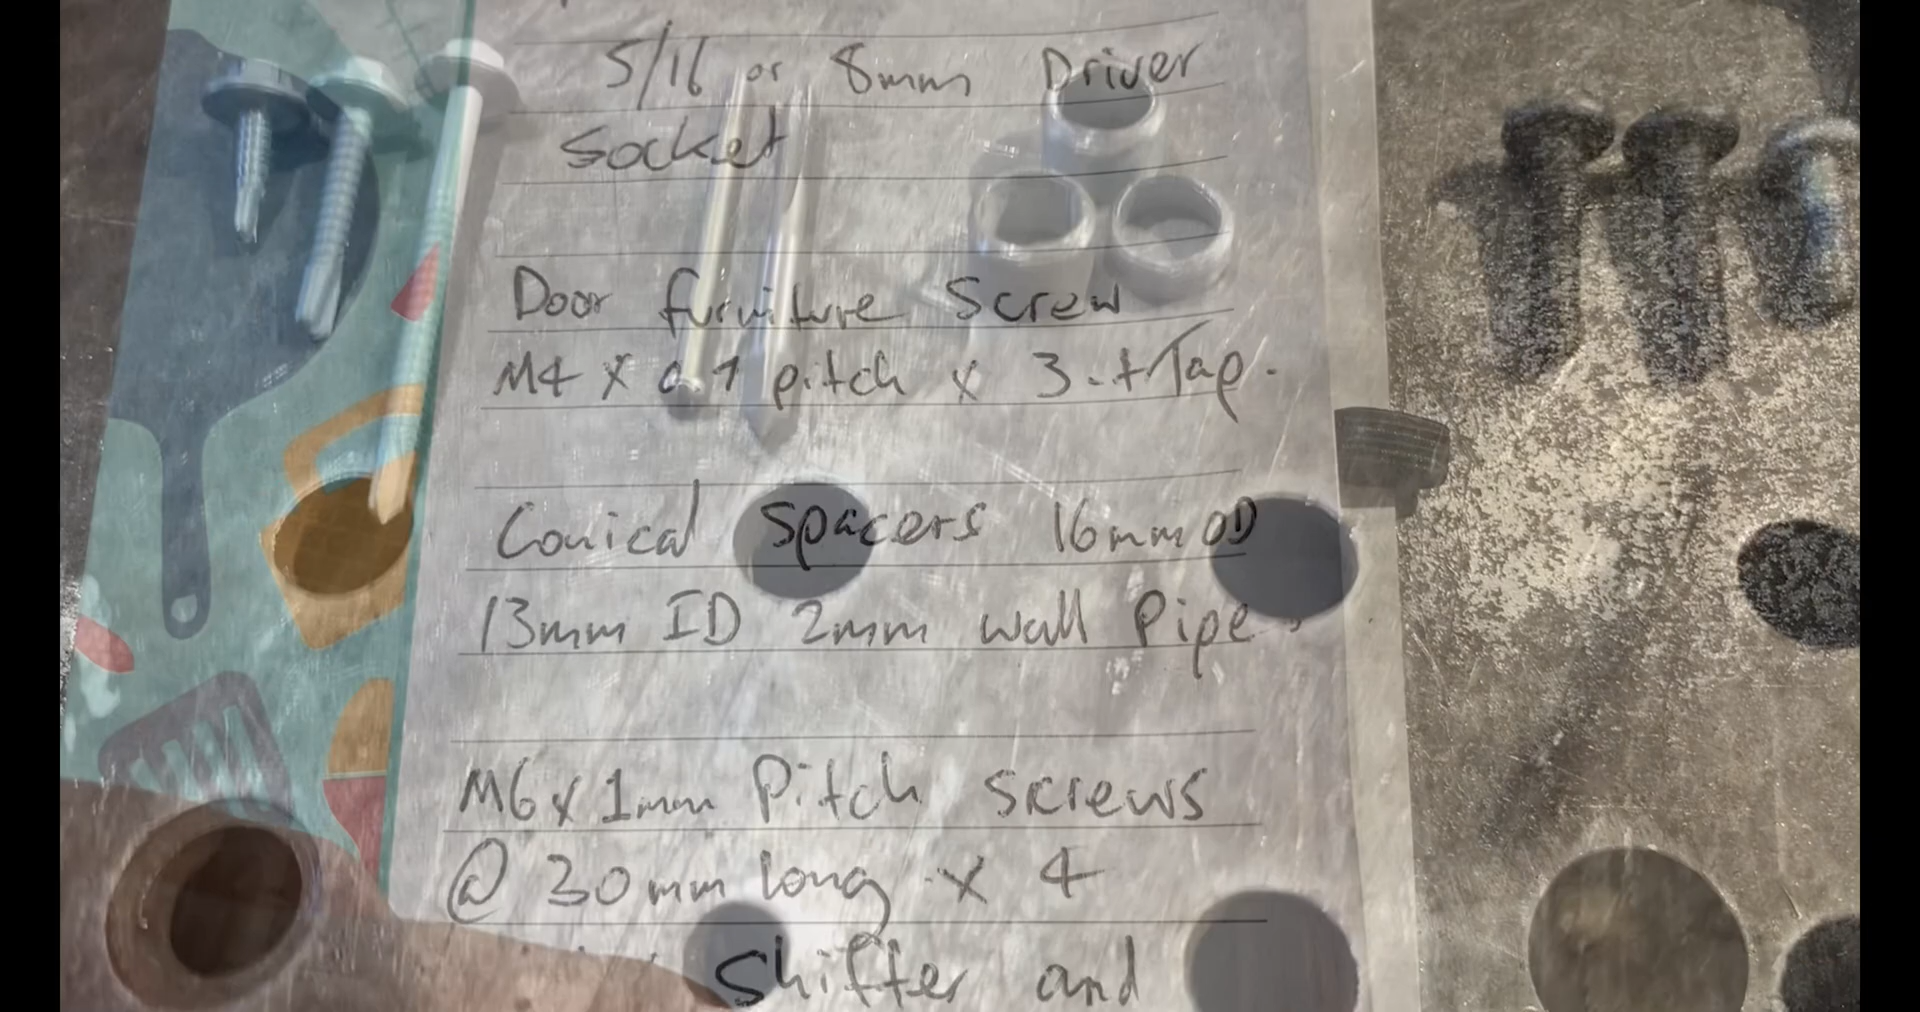 5/16 or 8mm Driver
Socket
Door furniture Screw
M4 x 0.7 pitch x 3. + Tap.
Conical Spacers 16mm OD
13mm ID 2mm wall Pipe
M6 x 1mm Pitch screws
@ 30mm long x 4
Shifter and